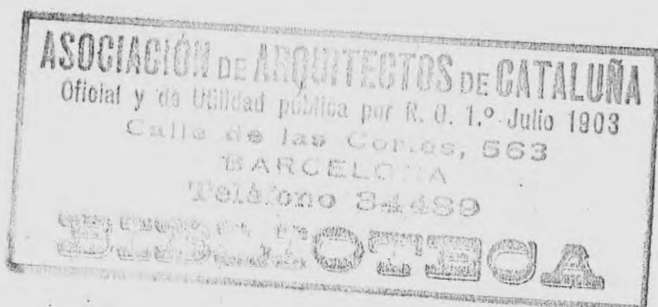 ASOCIACIÓN DE ARQUITECTOS DE CATALUÑA
Oficial y de Utilidad pública por R. O. 1.º Julio 1903
Calle de las Cortes, 563
BARCELONA
Teléfono 34489
BIBLIOTECA